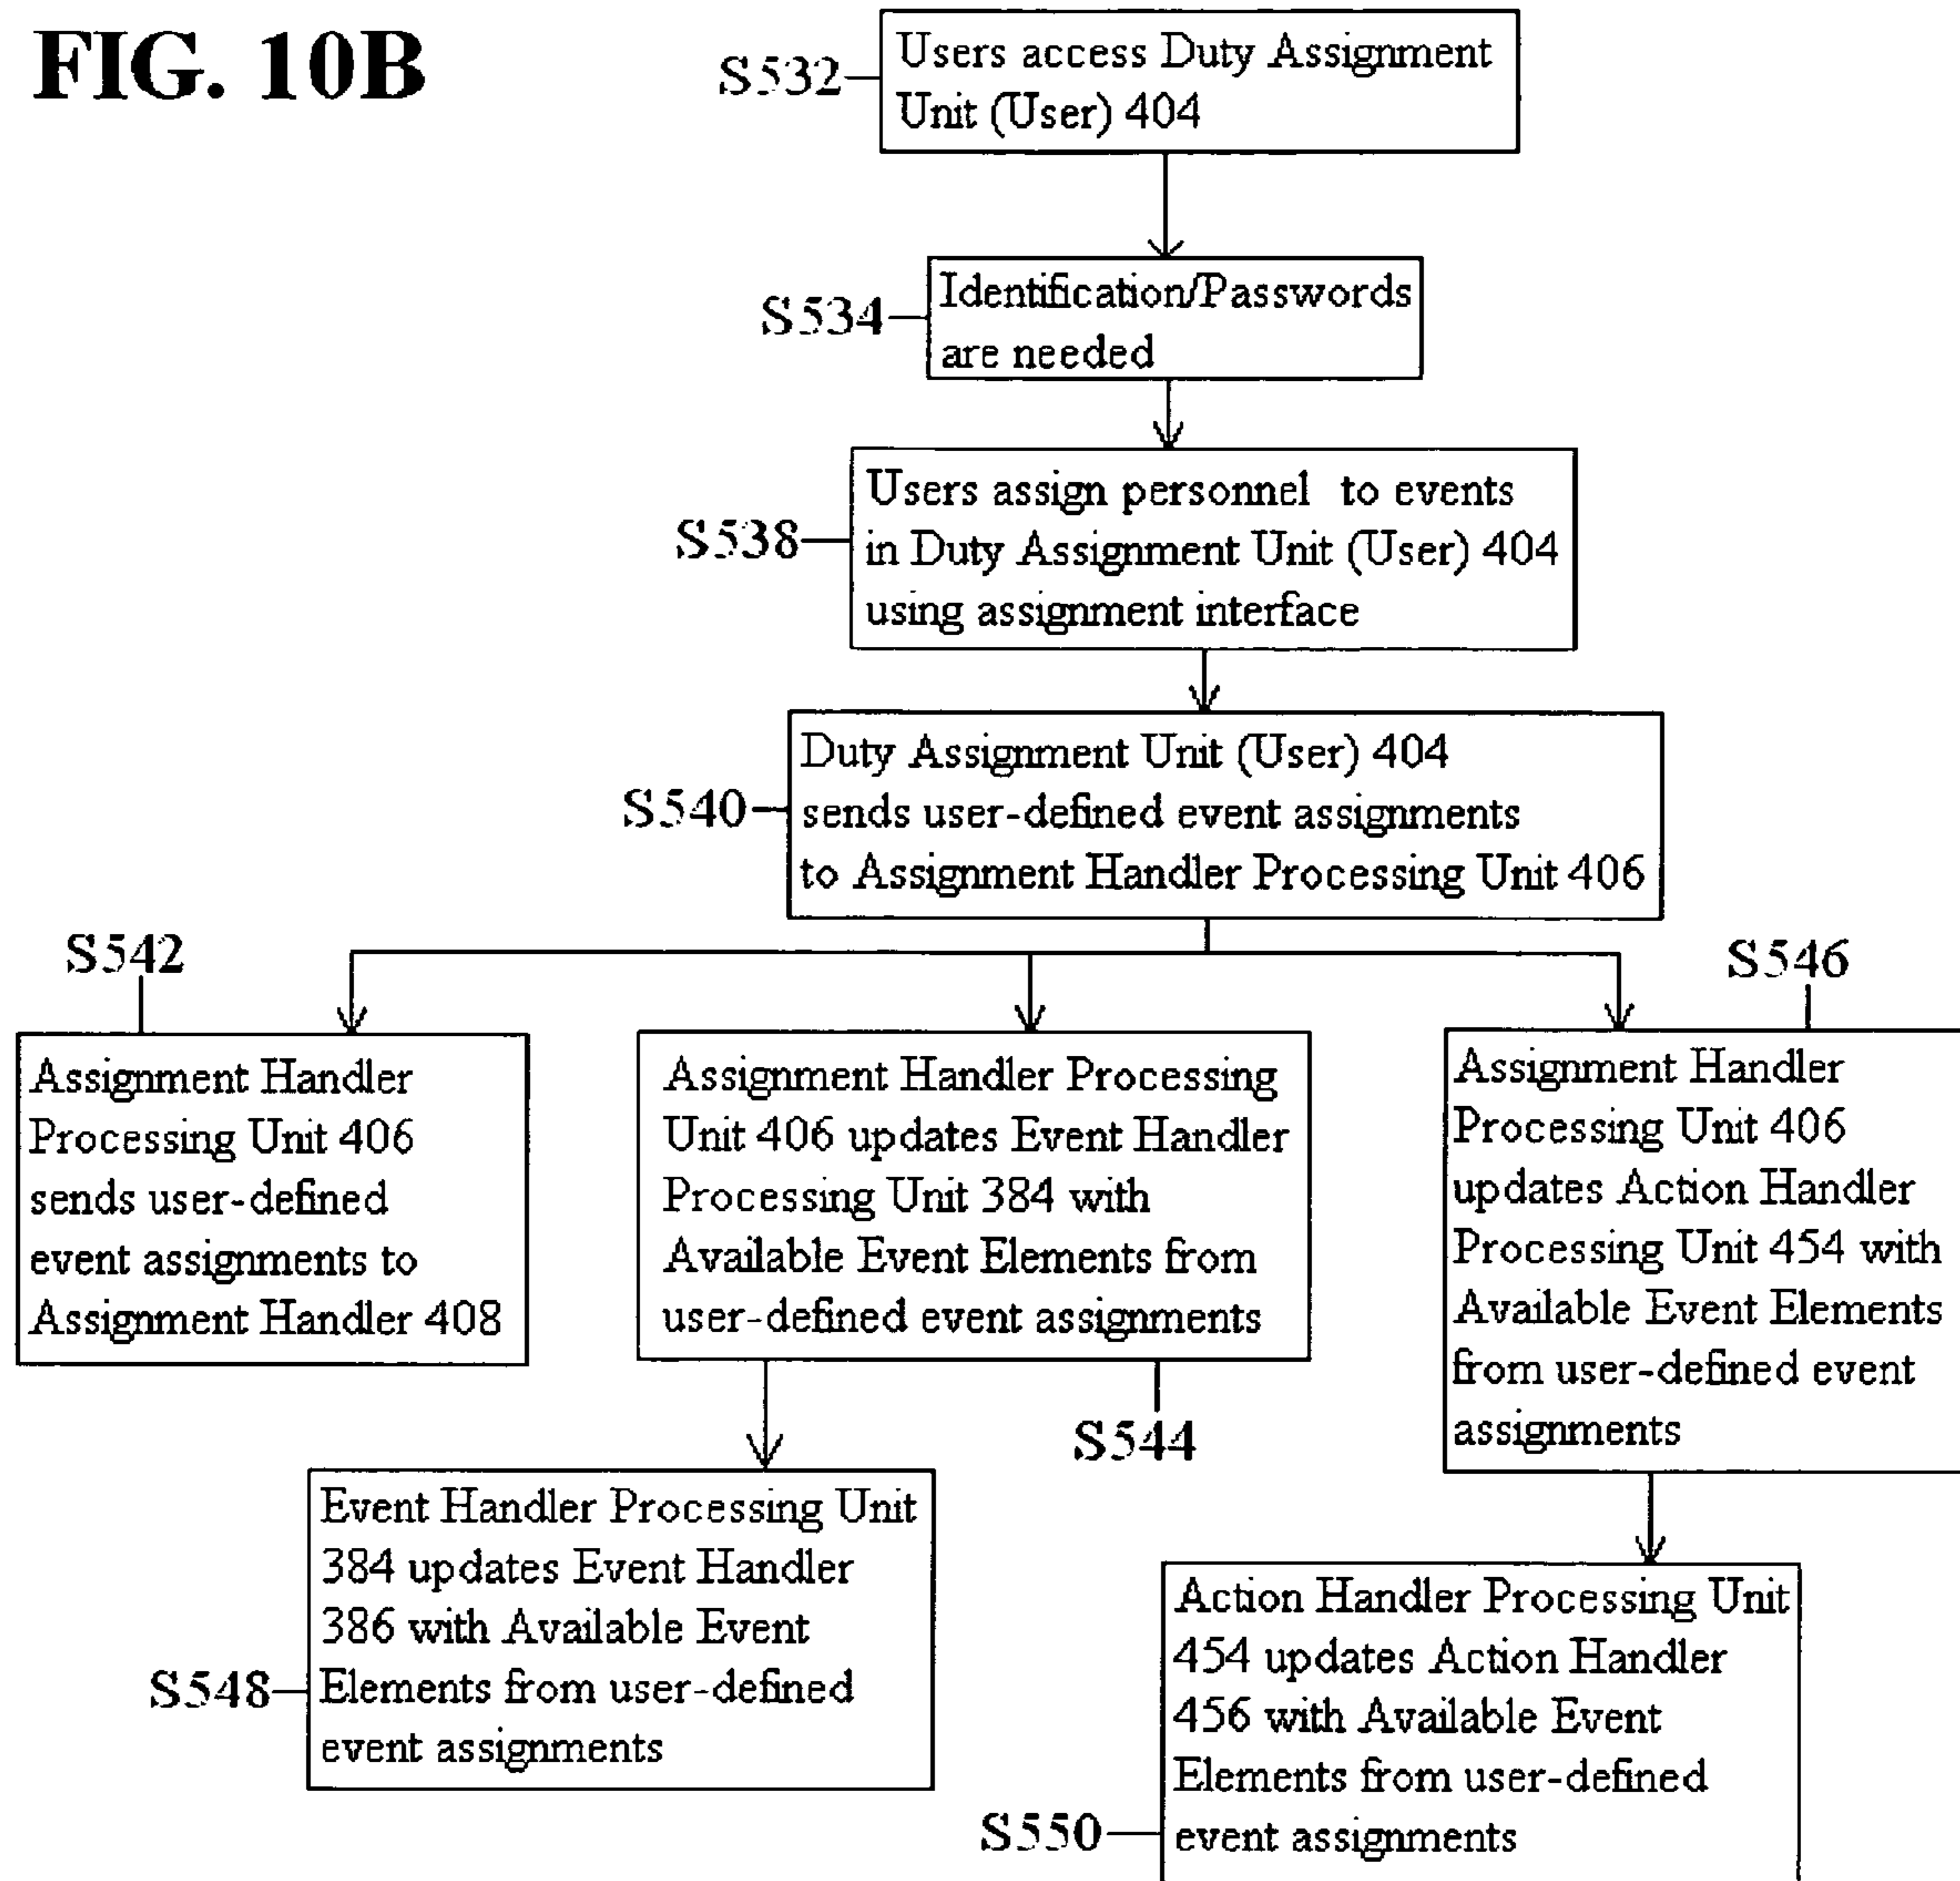 FIG. 10B
S532
Users access Duty Assignment
Unit (User) 404
S534
Identification/Passwords
are needed
S538
Users assign personnel to events
in Duty Assignment Unit (User) 404
using assignment interface
S540
Duty Assignment Unit (User) 404
sends user-defined event assignments
to Assignment Handler Processing Unit 406
S542
Assignment Handler
Processing Unit 406
sends user-defined
event assignments to
Assignment Handler 408
Assignment Handler Processing
Unit 406 updates Event Handler
Processing Unit 384 with
Available Event Elements from
user-defined event assignments
S544
S546
Assignment Handler
Processing Unit 406
updates Action Handler
Processing Unit 454 with
Available Event Elements
from user-defined event
assignments
S548
Event Handler Processing Unit
384 updates Event Handler
386 with Available Event
Elements from user-defined
event assignments
S550
Action Handler Processing Unit
454 updates Action Handler
456 with Available Event
Elements from user-defined
event assignments